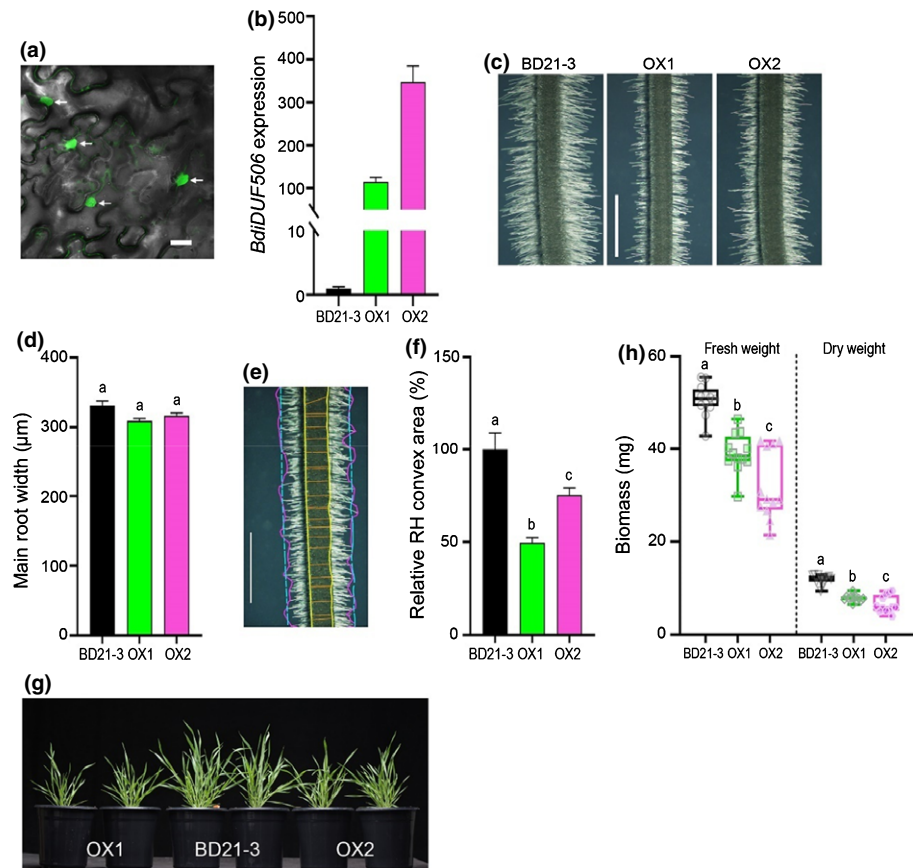 (a)
(b)
BdiDUF506 expression
500
400
300
200
100
10
0
BD21-3 OX1 OX2
(c)
BD21-3 OX1 OX2
(d)
Main root width (µm)
400
300
200
100
0
a a a
BD21-3 OX1 OX2
(e)
(f)
Relative RH convex area (%)
150
100
50
0
a b c
BD21-3 OX1 OX2
(h)
Biomass (mg)
60
40
20
0
Fresh weight Dry weight
a b c a b c
BD21-3 OX1 OX2 BD21-3 OX1 OX2
(g)
OX1 BD21-3 OX2